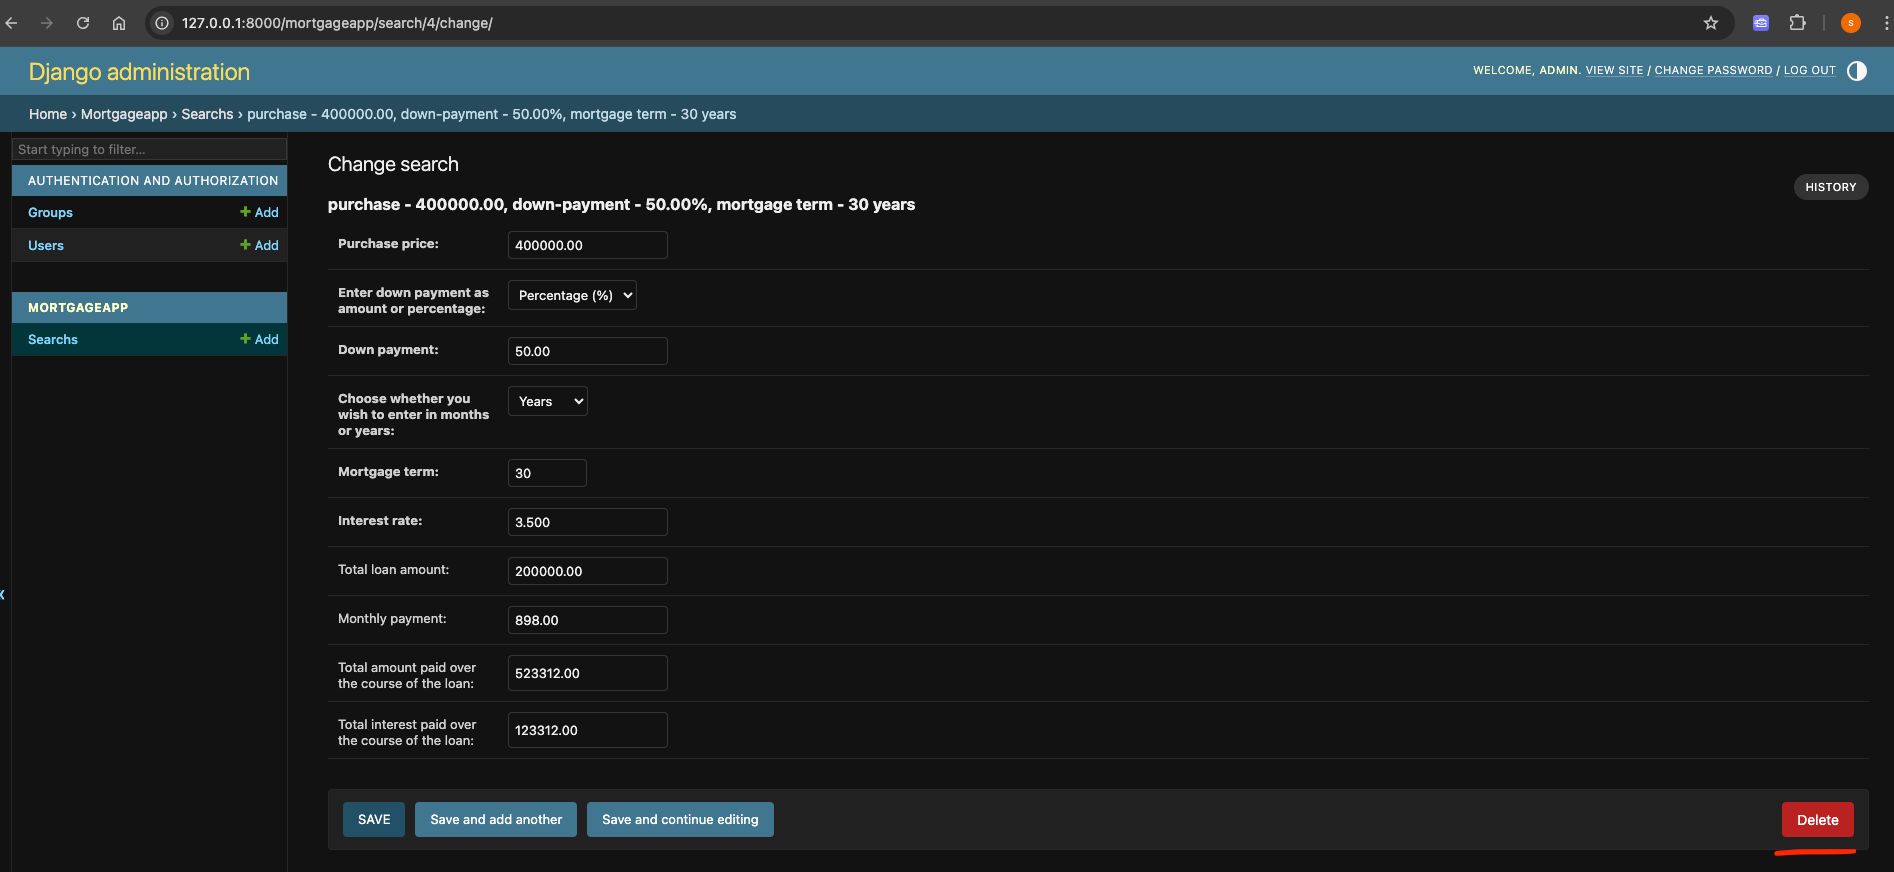 127.0.0.1:8000/mortgageapp/search/4/change/
S
Django administration
WELCOME, ADMIN. VIEW SITE / CHANGE PASSWORD / LOG OUT
Home › Mortgageapp › Searchs › purchase - 400000.00, down-payment - 50.00%, mortgage term - 30 years
Start typing to filter...
AUTHENTICATION AND AUTHORIZATION
Groups + Add
Users + Add
MORTGAGEAPP
Searchs + Add
Change search
HISTORY
purchase - 400000.00, down-payment - 50.00%, mortgage term - 30 years
Purchase price: 400000.00
Enter down payment as
amount or percentage:
Percentage (%)
Down payment: 50.00
Choose whether you
wish to enter in months
or years:
Years
Mortgage term: 30
Interest rate: 3.500
Total loan amount: 200000.00
Monthly payment: 898.00
Total amount paid over
the course of the loan:
523312.00
Total interest paid over
the course of the loan:
123312.00
SAVE Save and add another Save and continue editing Delete